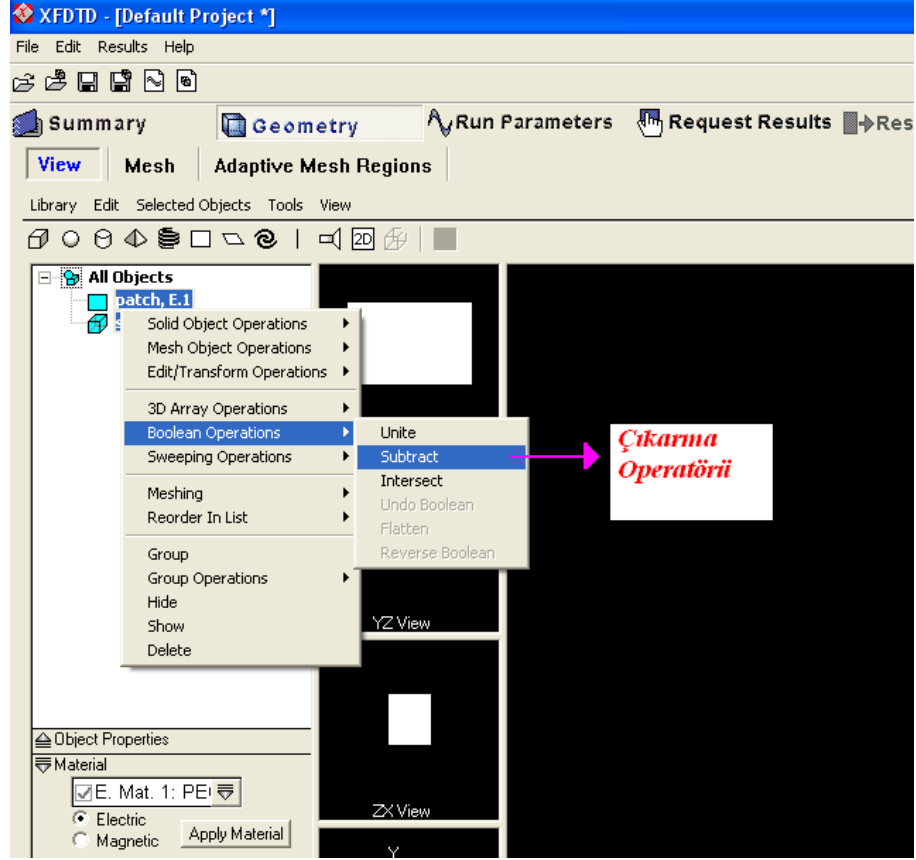 XFDTD - [Default Project *]
File Edit Results Help
Summary Geometry Run Parameters Request Results Res
View Mesh Adaptive Mesh Regions
Library Edit Selected Objects Tools View
2D
All Objects
patch, E.1
Solid Object Operations
Mesh Object Operations
Edit/Transform Operations
3D Array Operations
Boolean Operations
Sweeping Operations
Meshing
Reorder In List
Group
Group Operations
Hide
Show
Delete
Unite
Subtract
Intersect
Undo Boolean
Flatten
Reverse Boolean
Çıkarma
Operatörü
YZ View
ZX View
Y
Object Properties
Material
E. Mat. 1: PE
Electric
Magnetic
Apply Material